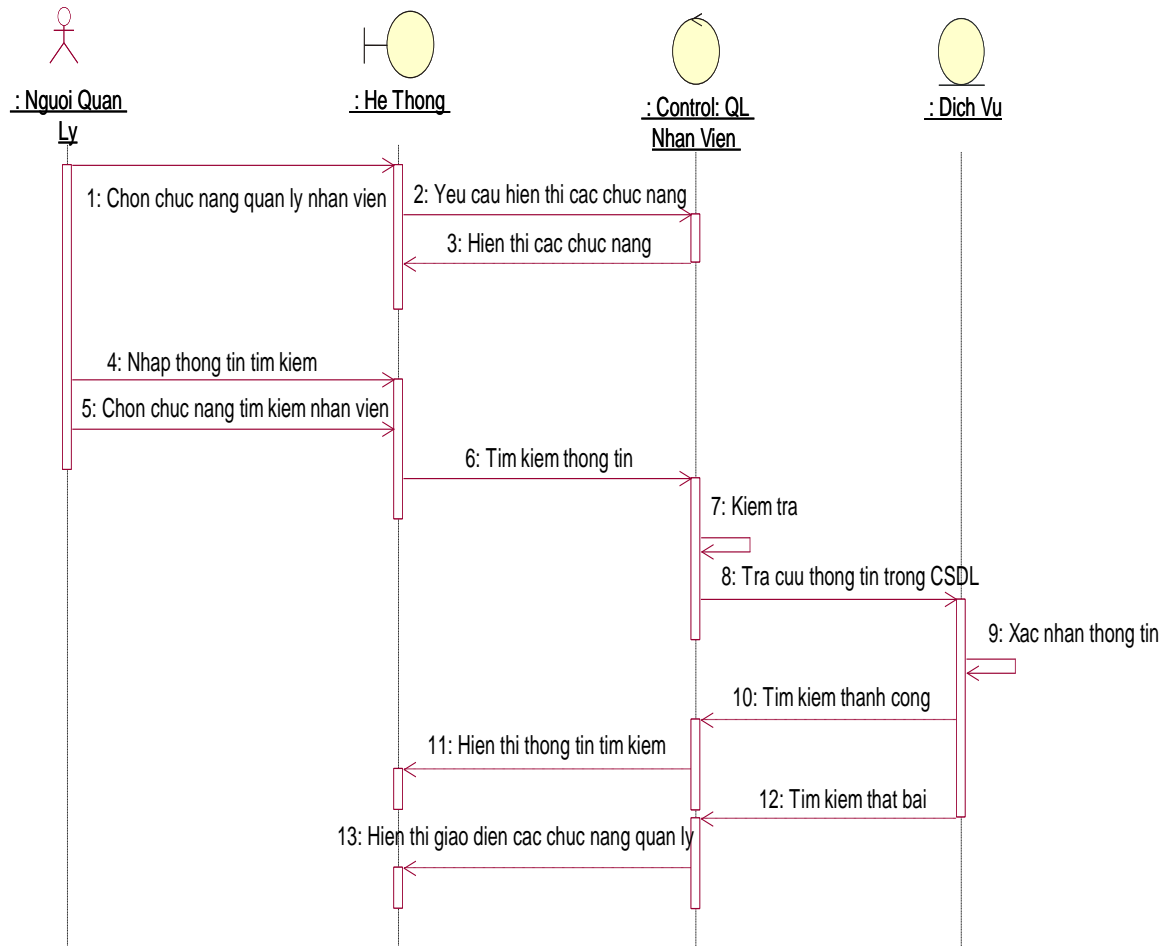 : Nguoi Quan
Ly
: He Thong
: Control: QL
Nhan Vien
: Dich Vu
1: Chon chuc nang quan ly nhan vien
2: Yeu cau hien thi cac chuc nang
3: Hien thi cac chuc nang
4: Nhap thong tin tim kiem
5: Chon chuc nang tim kiem nhan vien
6: Tim kiem thong tin
7: Kiem tra
8: Tra cuu thong tin trong CSDL
9: Xac nhan thong tin
10: Tim kiem thanh cong
11: Hien thi thong tin tim kiem
12: Tim kiem that bai
13: Hien thi giao dien cac chuc nang quan ly